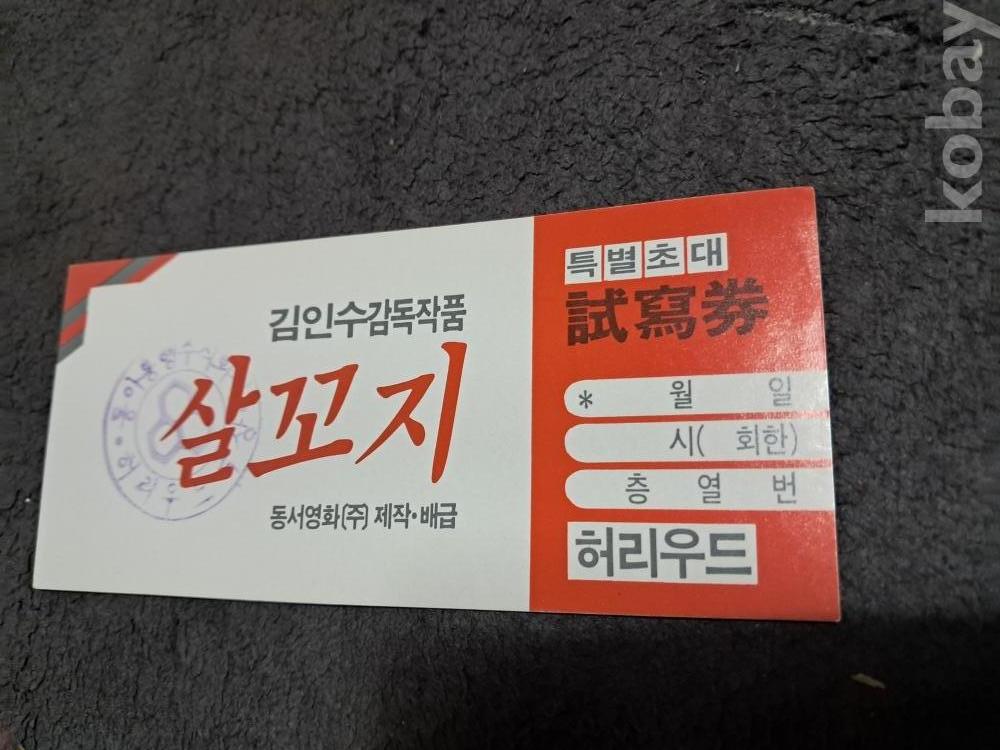 김인수감독작품
살꼬지
동서영화(주) 제작·배급
특별초대
試寫券
* 월 일
시( 회한)
층 열 번
허리우드
kobay